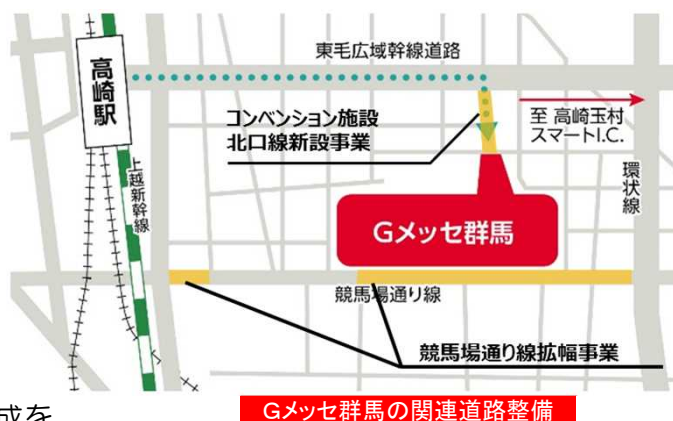 東毛広域幹線道路
高崎駅
コンベンション施設
北口線新設事業
至 高崎玉村
スマートI.C.
上越新幹線
環状線
Gメッセ群馬
競馬場通り線
競馬場通り線拡幅事業
成を
Gメッセ群馬の関連道路整備